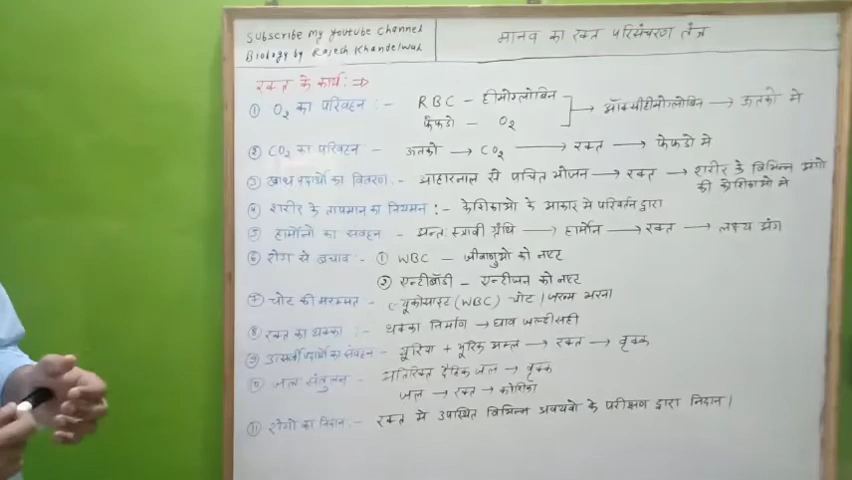 Subscribe My Youtube Channel
Biology by Rajesh Khandelwal
मानव का रक्त परिसंचरण तंत्र
रक्त के कार्य :⇒
① O₂ का परिवहन :- RBC - हीमोग्लोबिन → ऑक्सीहीमोग्लोबिन → ऊतको मे
फेफडो - O₂
② CO₂ का परिवहन - ऊतको → CO₂ → रक्त → फेफडो मे
③ खाद्य पदार्थो का वितरण :- आहारनाल से पाचित भोजन → रक्त → शरीर के विभिन्न अंगो
की कोशिकाओ मे
④ शरीर के तापमान का नियमन :- केशिकाओ के आकार मे परिवर्तन द्वारा
⑤ हार्मोनो का संवहन - अन्तः स्त्रावी ग्रंथि → हार्मोन → रक्त → लक्ष्य अंग
⑥ रोग से बचाव - ① WBC - जीवाणुओ को नष्ट
② एन्टीबॉडी - एन्टीजन को नष्ट
⑦ चोट की मरम्मत - ल्यूकोसाइट (WBC) चोट / जख्म भरना
⑧ रक्त का थक्का :- थक्का निर्माण → घाव जल्दी सही
⑨ उत्सर्जी पदार्थो का संवहन - यूरिया + यूरिक अम्ल → रक्त → वृक्क
⑩ जल संतुलन - अतिरिक्त दैहिक जल → वृक्क
जल → रक्त → कोशिका
⑪ रोगो का निदान - रक्त मे उपस्थित विभिन्न अवयवो के परीक्षण द्वारा निदान।